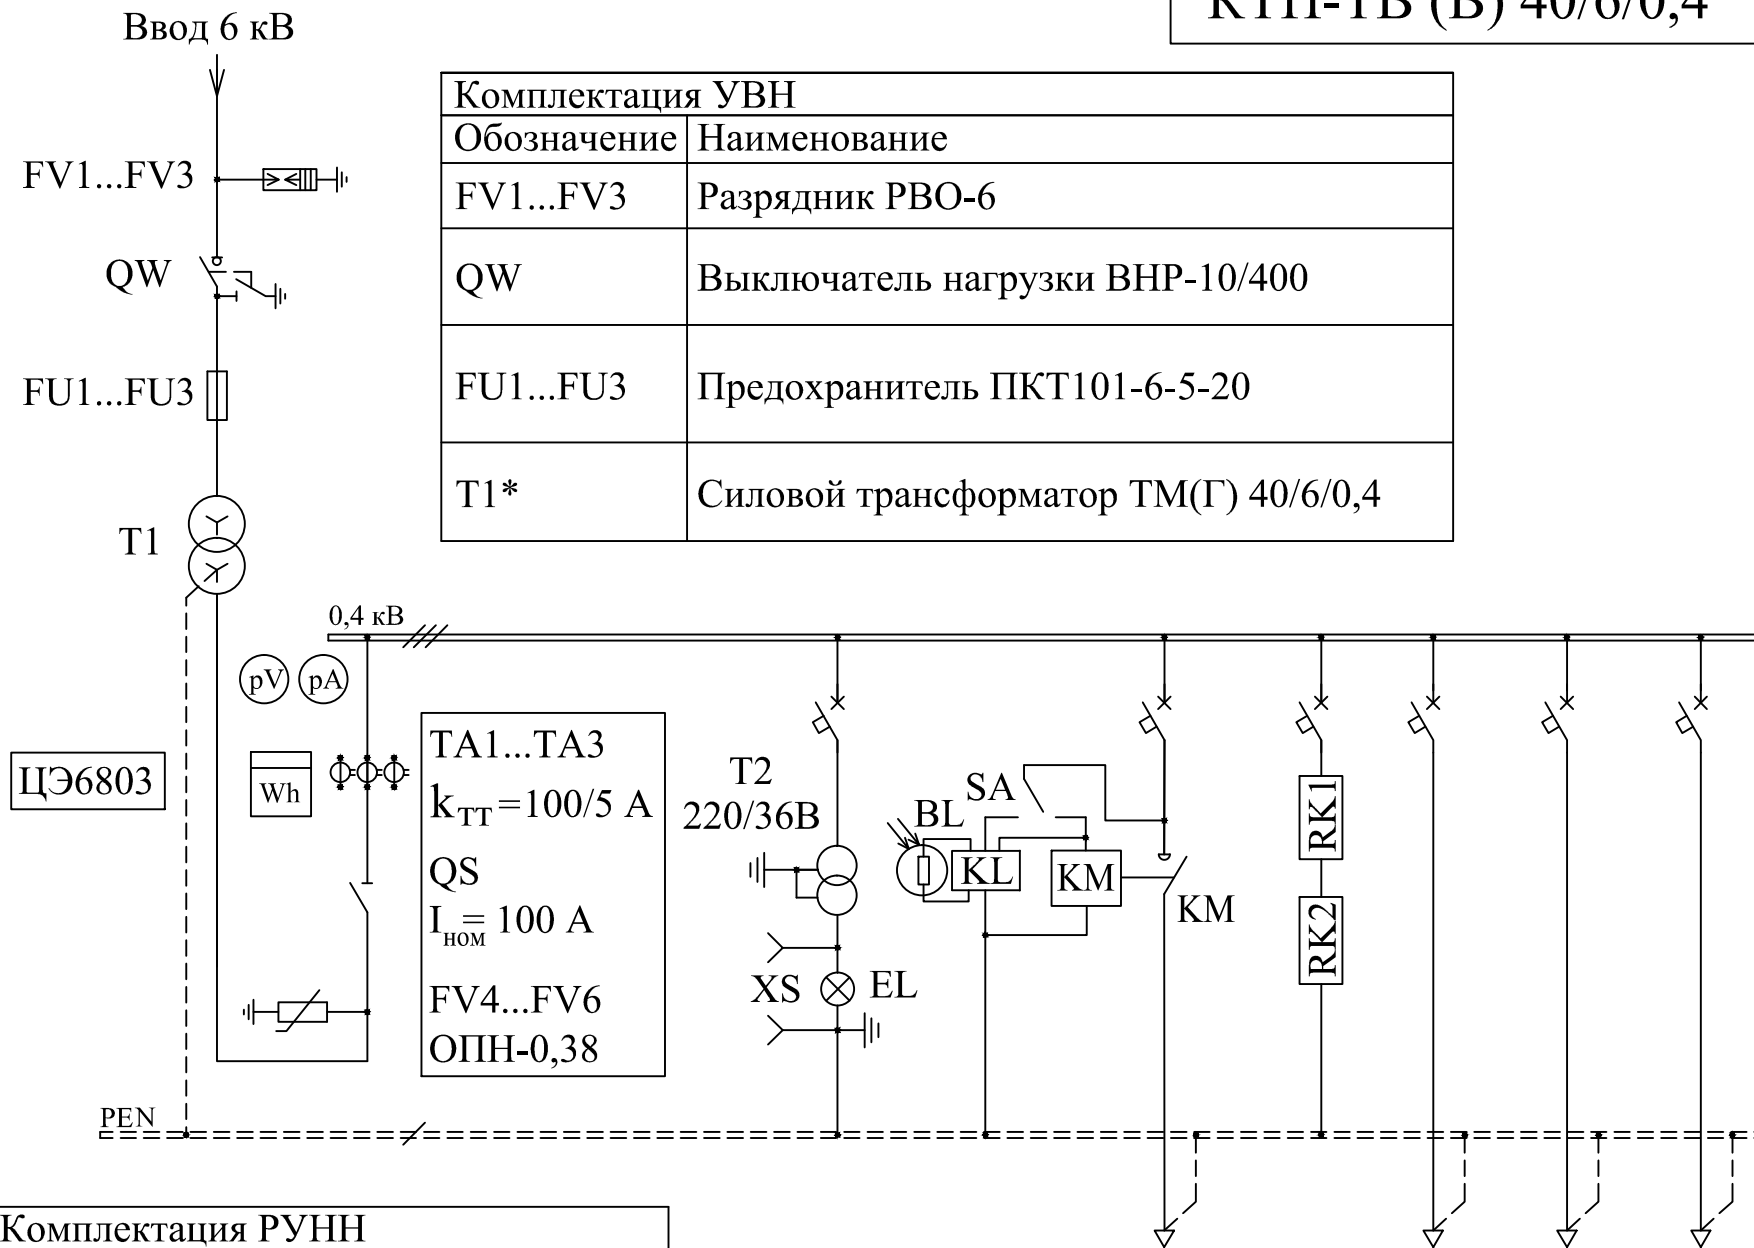 КТП-ТВ (В) 40/6/0,4
Ввод 6 кВ
Комплектация УВН
Обозначение Наименование
FV1...FV3 Разрядник РВО-6
QW Выключатель нагрузки ВНР-10/400
FU1...FU3 Предохранитель ПКТ101-6-5-20
T1* Силовой трансформатор ТМ(Г) 40/6/0,4
FV1...FV3
QW
FU1...FU3
T1
0,4 кВ
pV pA
ЦЭ6803
Wh
TA1...TA3
kТТ=100/5 А
QS
Iном= 100 А
FV4...FV6
ОПН-0,38
T2
220/36В
XS EL
BL SA
KL KM
KM
RK1
RK2
PEN
Комплектация РУНН